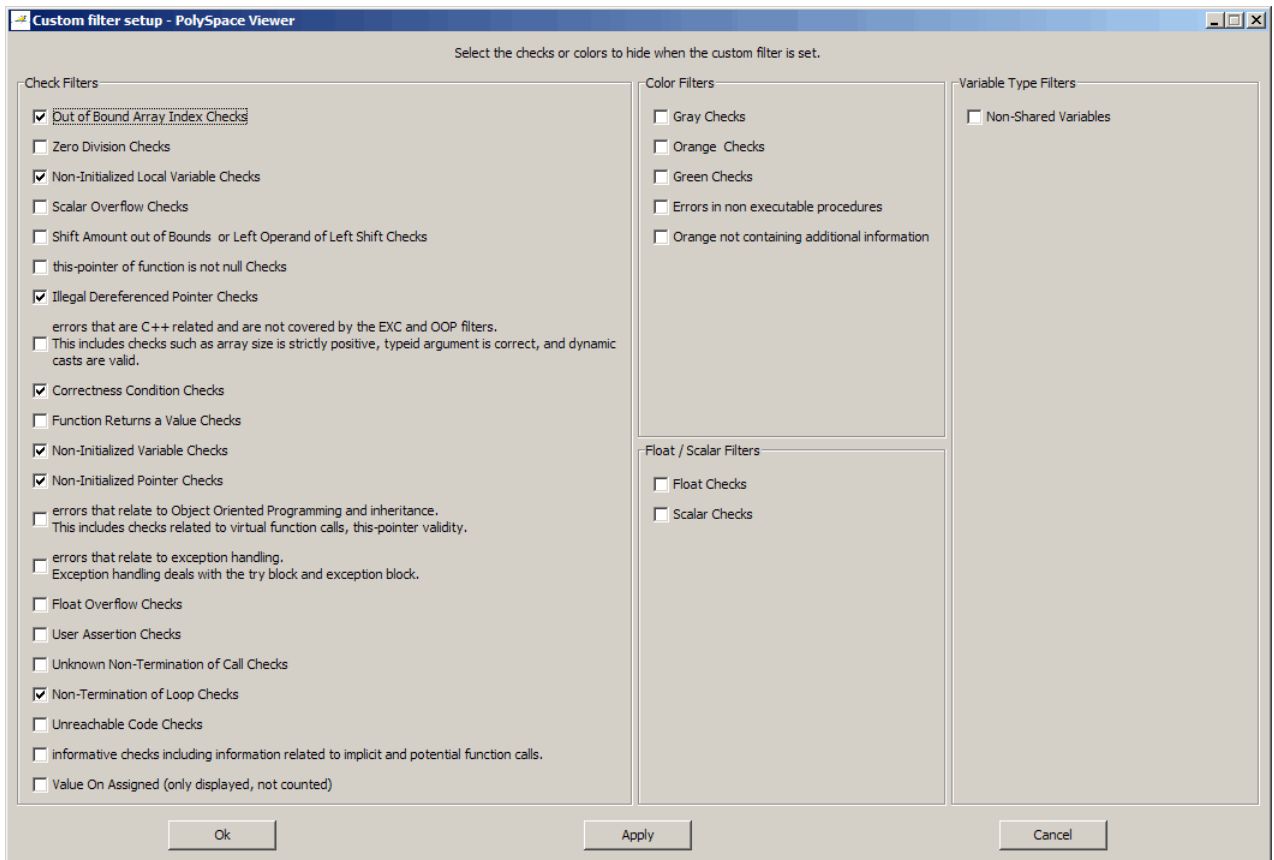 Custom filter setup - PolySpace Viewer
Select the checks or colors to hide when the custom filter is set.
Check Filters
Out of Bound Array Index Checks
Zero Division Checks
Non-Initialized Local Variable Checks
Scalar Overflow Checks
Shift Amount out of Bounds or Left Operand of Left Shift Checks
this-pointer of function is not null Checks
Illegal Dereferenced Pointer Checks
errors that are C++ related and are not covered by the EXC and OOP filters.
This includes checks such as array size is strictly positive, typeid argument is correct, and dynamic
casts are valid.
Correctness Condition Checks
Function Returns a Value Checks
Non-Initialized Variable Checks
Non-Initialized Pointer Checks
errors that relate to Object Oriented Programming and inheritance.
This includes checks related to virtual function calls, this-pointer validity.
errors that relate to exception handling.
Exception handling deals with the try block and exception block.
Float Overflow Checks
User Assertion Checks
Unknown Non-Termination of Call Checks
Non-Termination of Loop Checks
Unreachable Code Checks
informative checks including information related to implicit and potential function calls.
Value On Assigned (only displayed, not counted)
Color Filters
Gray Checks
Orange Checks
Green Checks
Errors in non executable procedures
Orange not containing additional information
Float / Scalar Filters
Float Checks
Scalar Checks
Variable Type Filters
Non-Shared Variables
Ok
Apply
Cancel